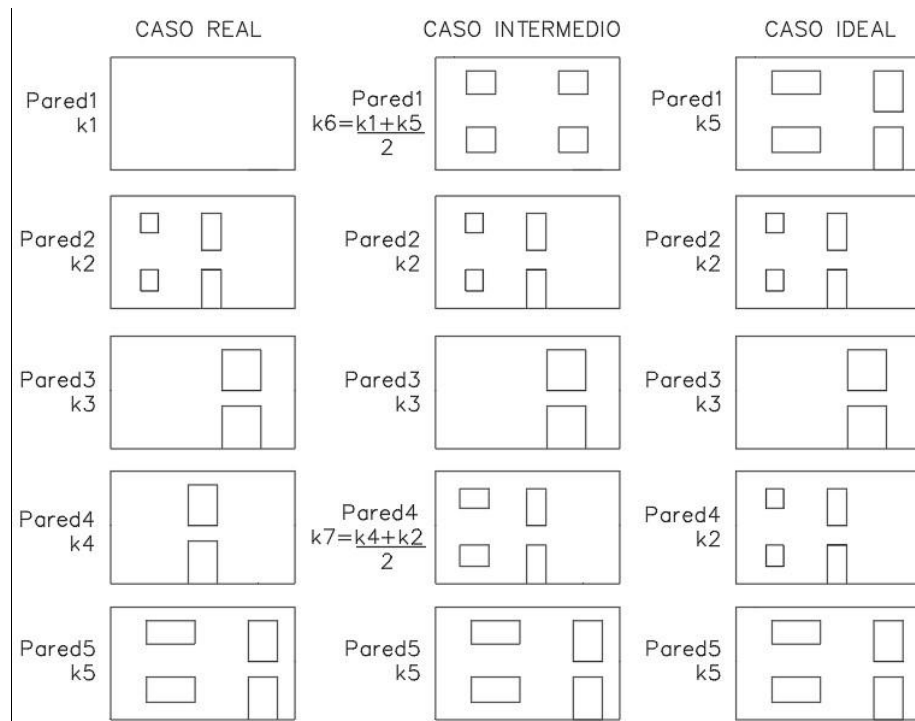 CASO REAL
CASO INTERMEDIO
CASO IDEAL
Pared1
k1
Pared1
k6=k1+k5
2
Pared1
k5
Pared2
k2
Pared2
k2
Pared2
k2
Pared3
k3
Pared3
k3
Pared3
k3
Pared4
k4
Pared4
k7=k4+k2
2
Pared4
k2
Pared5
k5
Pared5
k5
Pared5
k5